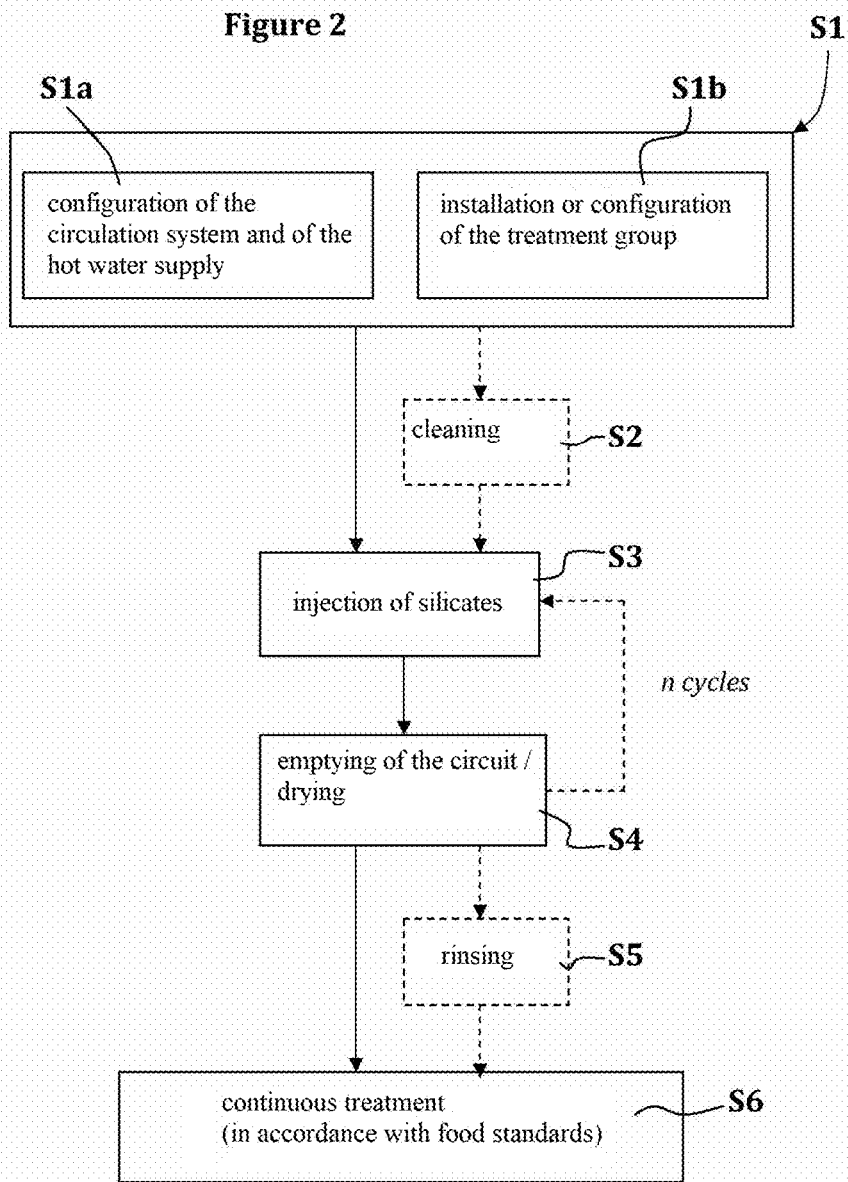 Figure 2
S1
S1a
S1b
configuration of the
circulation system and of the
hot water supply
installation or configuration
of the treatment group
cleaning
S2
S3
injection of silicates
n cycles
emptying of the circuit /
drying
S4
rinsing
S5
continuous treatment
(in accordance with food standards)
S6